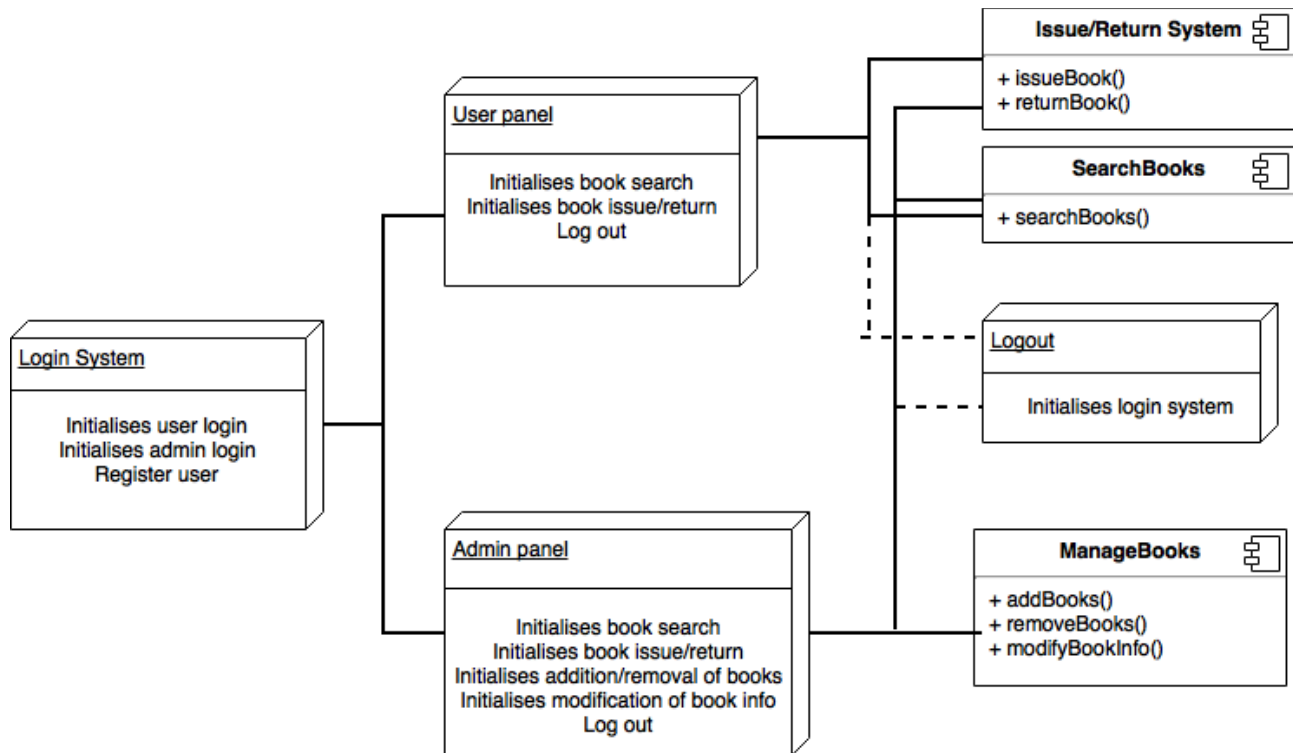 Issue/Return System
+ issueBook()
+ returnBook()
User panel
Initialises book search
Initialises book issue/return
Log out
SearchBooks
+ searchBooks()
Login System
Initialises user login
Initialises admin login
Register user
Logout
Initialises login system
Admin panel
Initialises book search
Initialises book issue/return
Initialises addition/removal of books
Initialises modification of book info
Log out
ManageBooks
+ addBooks()
+ removeBooks()
+ modifyBookInfo()